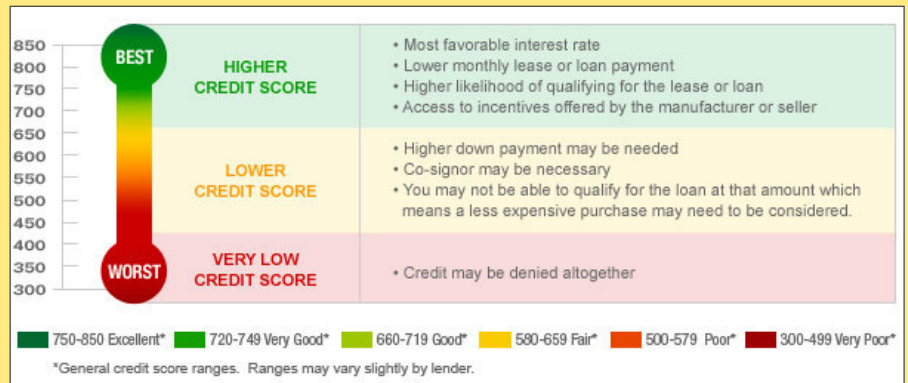 850
800
750
700
650
600
550
500
450
400
350
300
BEST
WORST
HIGHER
CREDIT SCORE
• Most favorable interest rate
• Lower monthly lease or loan payment
• Higher likelihood of qualifying for the lease or loan
• Access to incentives offered by the manufacturer or seller
LOWER
CREDIT SCORE
• Higher down payment may be needed
• Co-signor may be necessary
• You may not be able to qualify for the loan at that amount which
means a less expensive purchase may need to be considered.
VERY LOW
CREDIT SCORE
• Credit may be denied altogether
750-850 Excellent* 720-749 Very Good* 660-719 Good* 580-659 Fair* 500-579 Poor* 300-499 Very Poor*
*General credit score ranges. Ranges may vary slightly by lender.